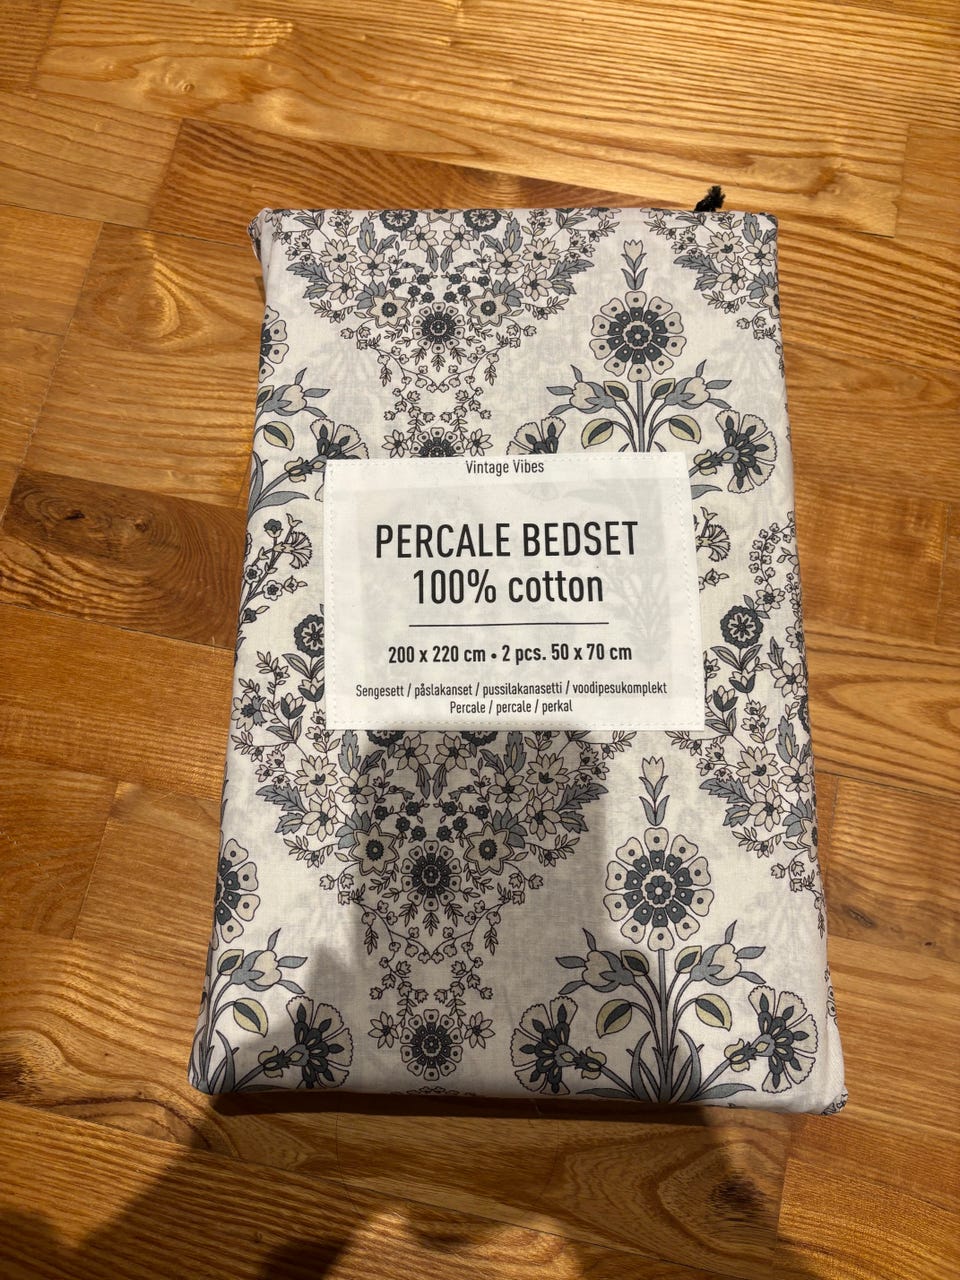 Vintage Vibes
PERCALE BEDSET
100% cotton
200 x 220 cm • 2 pcs. 50 x 70 cm
Sengesett / påslakanset / pussilakanasetti / voodipesukomplekt
Percale / percale / perkal